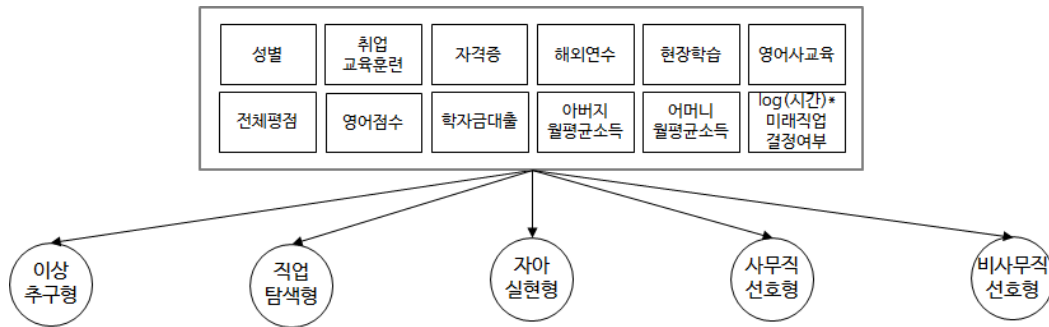 성별
취업
교육훈련
자격증
해외연수
현장학습
영어사교육
전체평점
영어점수
학자금대출
아버지
월평균소득
어머니
월평균소득
log(시간)*
미래직업
결정여부
이상
추구형
직업
탐색형
자아
실현형
사무직
선호형
비사무직
선호형